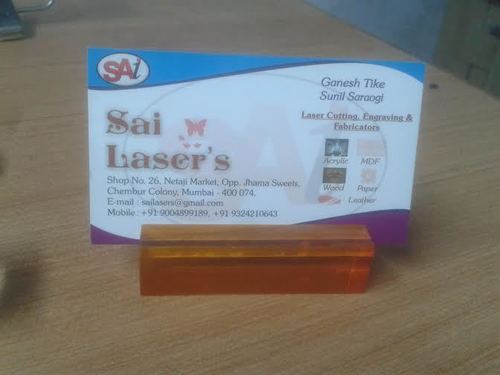 SAi
Ganesh Tike
Sunil Saraogi
Laser Cutting, Engraving &
Fabricators
Sai
Laser's
Acrylic MDF
Wood Paper
Leather
Shop No. 26, Netaji Market, Opp. Jhama Sweets,
Chembur Colony, Mumbai - 400 074.
E-mail : sailasers@gmail.com
Mobile : +91 9004899189, +91 9324210643